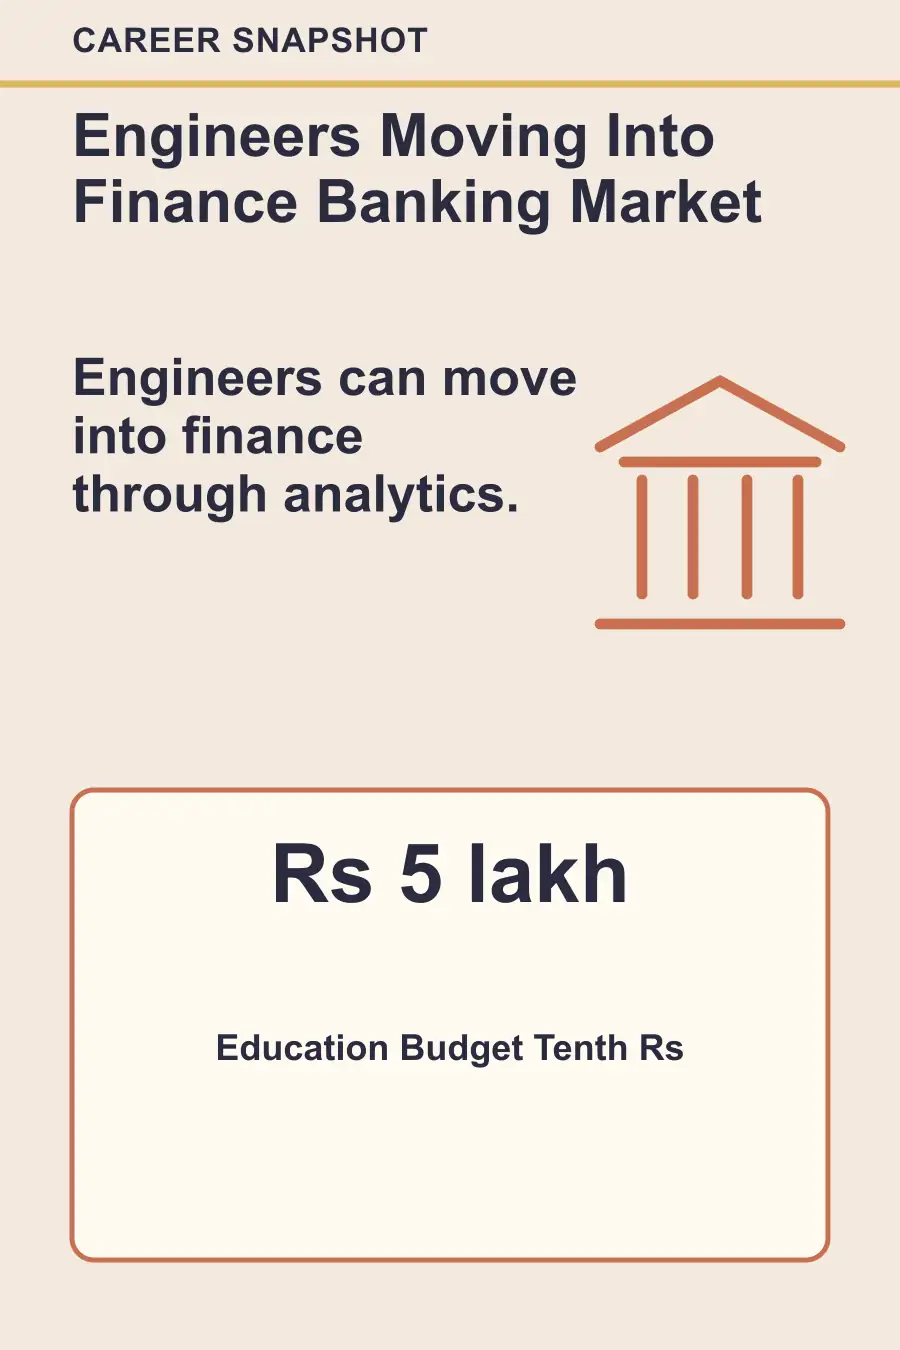 CAREER SNAPSHOT
Engineers Moving Into
Finance Banking Market
Engineers can move
into finance
through analytics.
Rs 5 lakh
Education Budget Tenth Rs